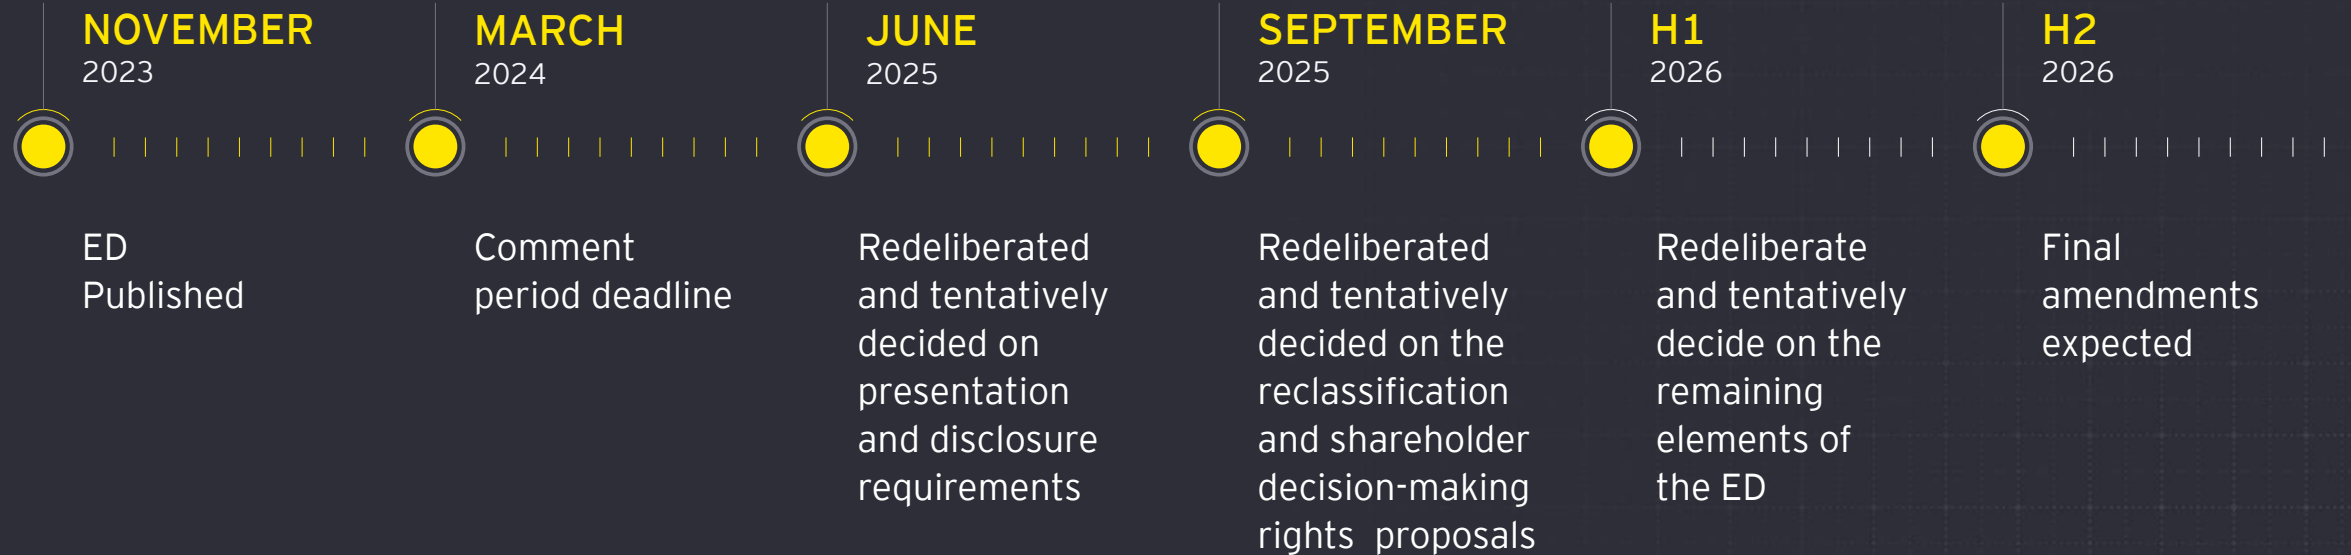 NOVEMBER
2023
ED
Published
MARCH
2024
Comment
period deadline
JUNE
2025
Redeliberated
and tentatively
decided on
presentation
and disclosure
requirements
SEPTEMBER
2025
Redeliberated
and tentatively
decided on the
reclassification
and shareholder
decision-making
rights proposals
H1
2026
Redeliberate
and tentatively
decide on the
remaining
elements of
the ED
H2
2026
Final
amendments
expected